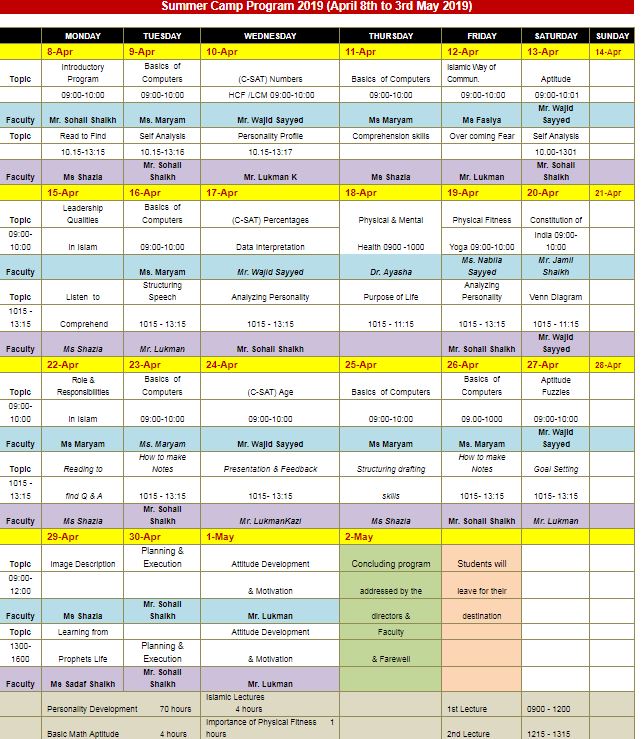 Summer Camp Program 2019 (April 8th to 3rd May 2019)
MONDAY TUESDAY WEDNESDAY THURSDAY FRIDAY SATURDAY SUNDAY
8-Apr 9-Apr 10-Apr 11-Apr 12-Apr 13-Apr 14-Apr
Introductory Basics of Islamic Way of
Topic Program Computers (C-SAT) Numbers Basics of Computers Commun. Aptitude
09:00-10:00 09:00-10:00 HCF /LCM 09:00-10:00 09:00-10:00 09:00-10:00 09:00-10:01
Mr. Wajid
Faculty Mr. Sohail Shaikh Ms. Maryam Mr. Wajid Sayyed Ms Maryam Ms Fasiya Sayyed
Topic Read to Find Self Analysis Personality Profile Comprehension skills Over coming Fear Self Analysis
10.15-13:15 10.15-13:16 10.15-13:17 10.00-1301
Mr. Sohail Mr. Sohail
Faculty Ms Shazia Shaikh Mr. Lukman K Ms Shazia Mr. Lukman Shaikh
15-Apr 16-Apr 17-Apr 18-Apr 19-Apr 20-Apr 21-Apr
Leadership Basics of
Topic Qualities Computers (C-SAT) Percentages Physical & Mental Physical Fitness Constitution of
09:00- India 09:00-
10:00 in Islam 09:00-10:00 Data Interpretation Health 0900 -1000 Yoga 09:00-10:00 10:00
Ms. Nabila Mr. Jamil
Faculty Ms. Maryam Mr. Wajid Sayyed Dr. Ayasha Sayyed Shaikh
Structuring Analyzing
Topic Listen to Speech Analyzing Personality Purpose of Life Personality Venn Diagram
1015 -
13:15 Comprehend 1015 - 13:15 1015 - 13:15 1015 - 11:15 1015 - 13:15 1015 - 11:15
Mr. Wajid
Faculty Ms Shazia Mr. Lukman Mr. Sohail Shaikh Mr. Sohail Shaikh Sayyed
22-Apr 23-Apr 24-Apr 25-Apr 26-Apr 27-Apr 28-Apr
Role & Basics of Basics of Aptitude
Topic Responsibilities Computers (C-SAT) Age Basics of Computers Computers Puzzles
09:00-
10:00 in Islam 09:00-10:00 09:00-10:00 09:00-10:00 09.00-1000 09:00-10:00
Mr. Wajid
Faculty Ms Maryam Ms. Maryam Mr. Wajid Sayyed Ms Maryam Ms. Maryam Sayyed
How to make How to make
Topic Reading to Notes Presentation & Feedback Structuring drafting Notes Goal Setting
1015 -
13:15 find Q & A 1015 - 13:15 1015- 13:15 skills 1015- 13:15 1015- 13:15
Mr. Sohail
Faculty Ms Shazia Shaikh Mr. LukmanKazi Ms Shazia Mr. Sohail Shaikh Mr. Lukman
29-Apr 30-Apr 1-May 2-May
Planning &
Topic Image Description Execution Attitude Development Concluding program Students will
09:00-
12:00 & Motivation addressed by the leave for their
Mr. Sohail
Faculty Ms Shazia Shaikh Mr. Lukman directors & destination
Topic Learning from Attitude Development Faculty
1300- Planning &
1600 Prophets Life Execution & Motivation & Farewell
Mr. Sohail
Faculty Ms Sadaf Shaikh Shaikh Mr. Lukman
Islamic Lectures
Personality Development 70 hours 4 hours 1st Lecture 0900 - 1200
Importance of Physical Fitness 1
Basic Math Aptitude 4 hours hours 2nd Lecture 1215 - 1315